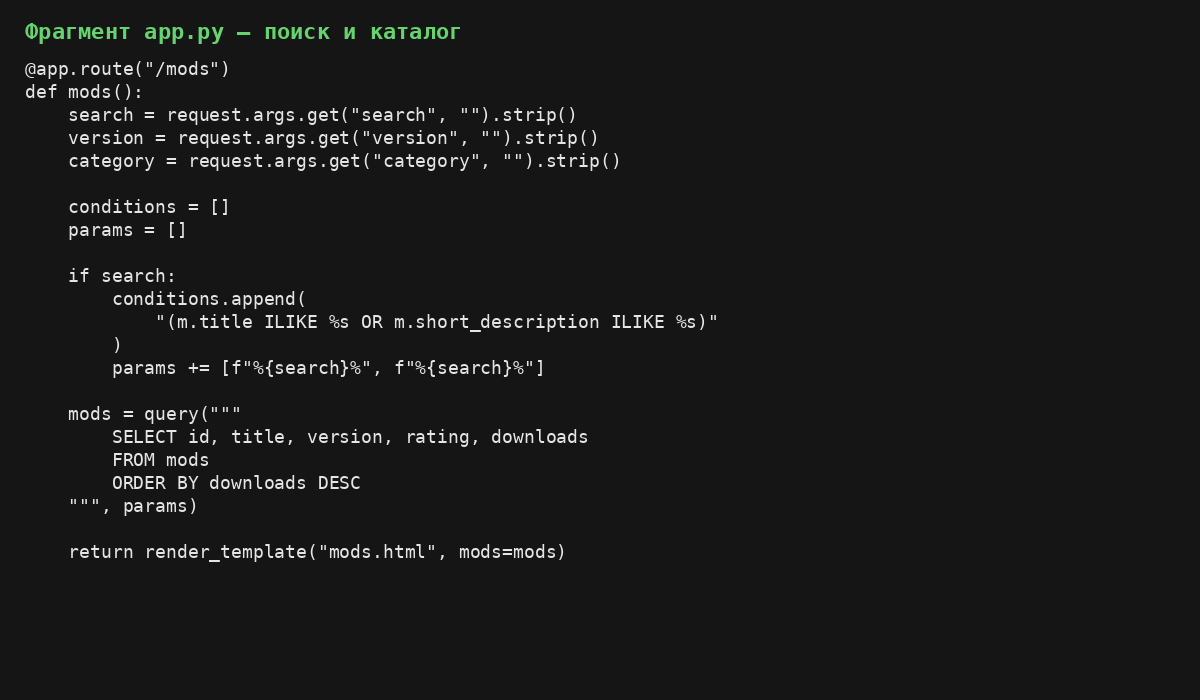 Фрагмент app.py — поиск и каталог
@app.route("/mods")
def mods():
    search = request.args.get("search", "").strip()
    version = request.args.get("version", "").strip()
    category = request.args.get("category", "").strip()

    conditions = []
    params = []

    if search:
        conditions.append(
            "(m.title ILIKE %s OR m.short_description ILIKE %s)"
        )
        params += [f"%{search}%", f"%{search}%"]

    mods = query("""
        SELECT id, title, version, rating, downloads
        FROM mods
        ORDER BY downloads DESC
    """, params)

    return render_template("mods.html", mods=mods)